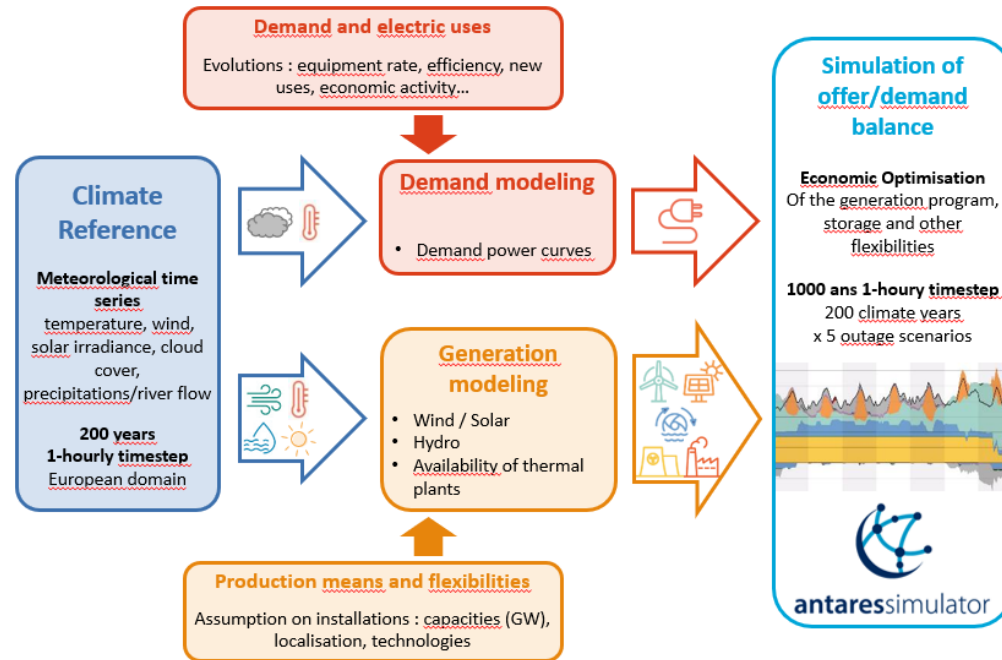 Demand and electric uses
Evolutions : equipment rate, efficiency, new
uses, economic activity…
Climate
Reference
Meteorological time
series
temperature, wind,
solar irradiance, cloud
cover,
precipitations/river flow
200 years
1-hourly timestep
European domain
Demand modeling
• Demand power curves
Generation
modeling
• Wind / Solar
• Hydro
• Availability of thermal
plants
Production means and flexibilities
Assumption on installations : capacities (GW),
localisation, technologies
Simulation of
offer/demand
balance
Economic Optimisation
Of the generation program,
storage and other
flexibilities
1000 ans 1-houry timestep
200 climate years
x 5 outage scenarios
antaressimulator